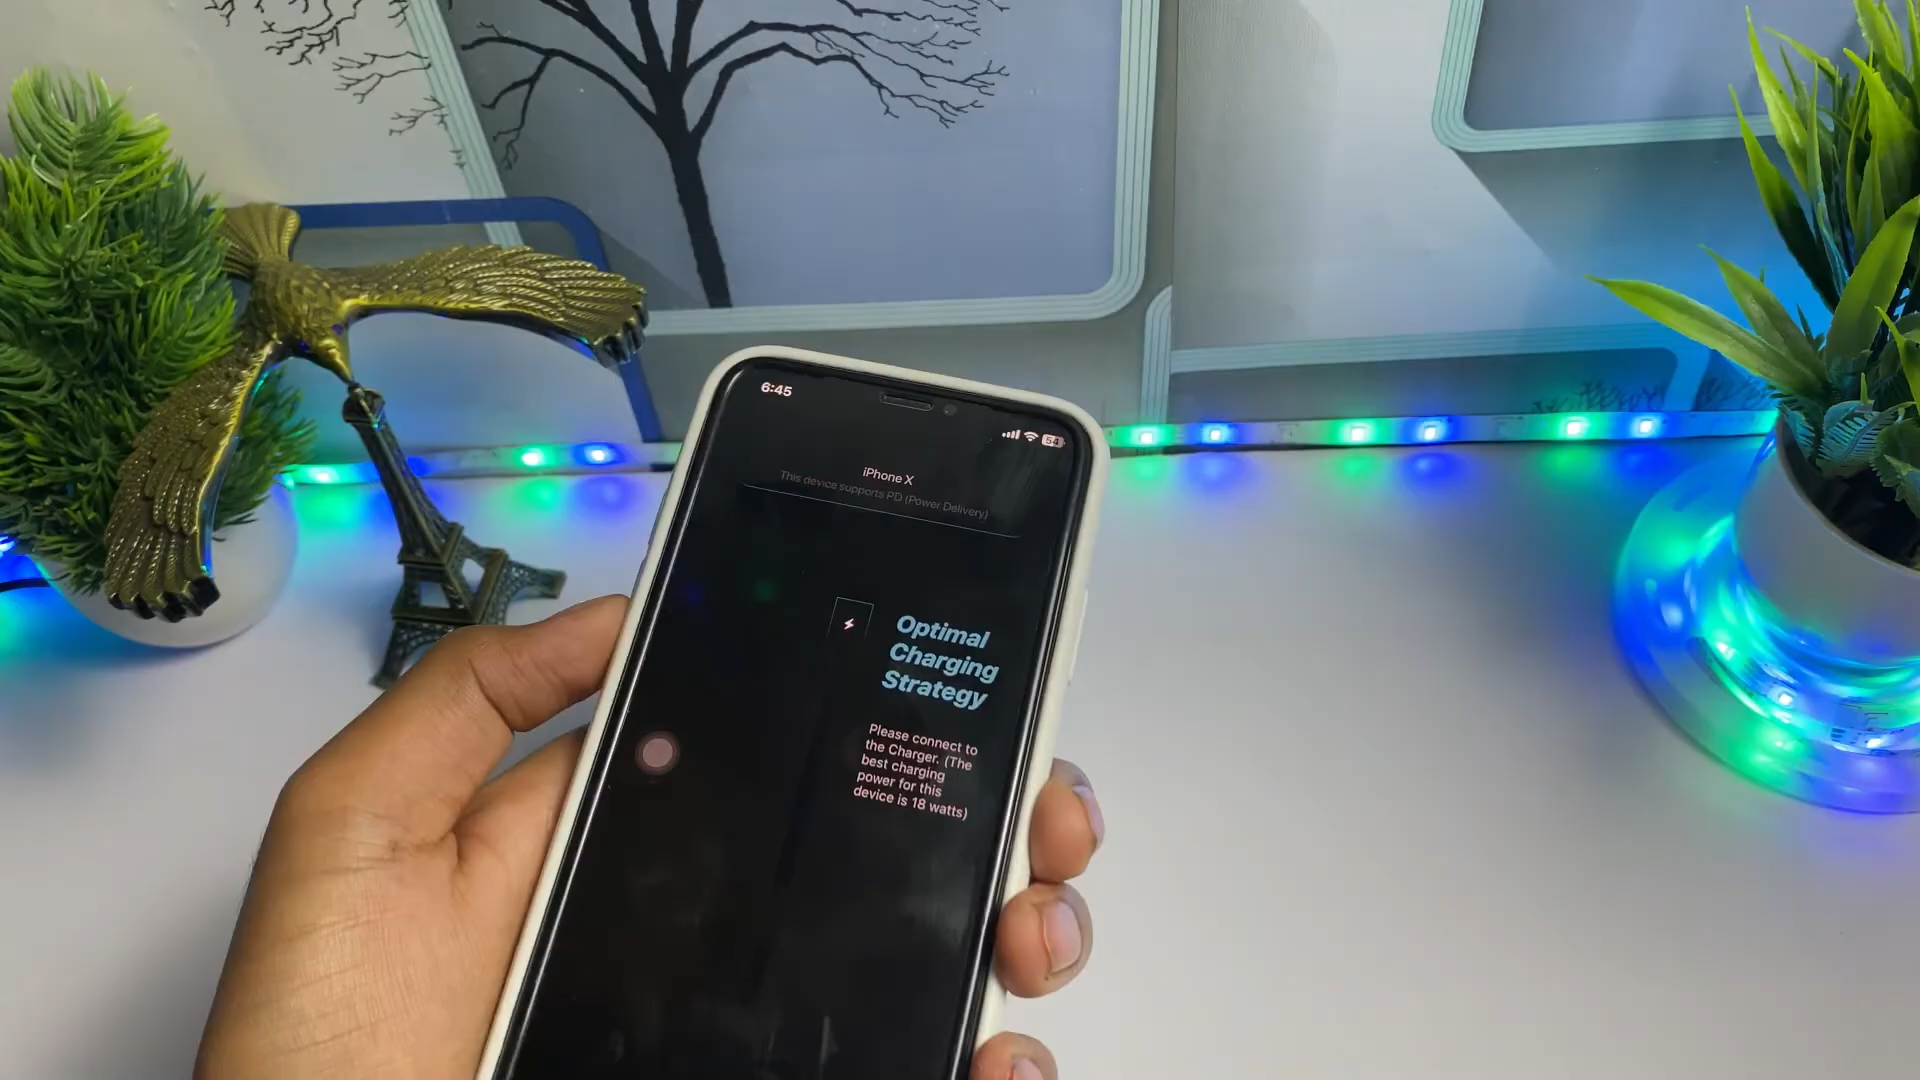 6:45
54
iPhone X
This device supports PD (Power Delivery)
Optimal
Charging
Strategy
Please connect to
the Charger. (The
best charging
power for this
device is 18 watts)